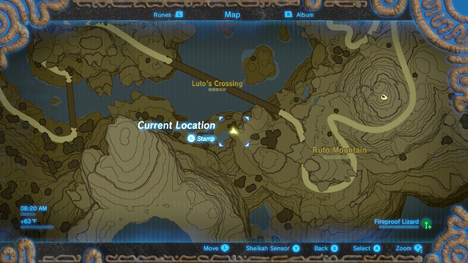 Runes L
Map
R Album
Luto's Crossing
Current Location
A Stamp
Ruto Mountain
08:20 AM
+63°F
Fireproof Lizard
Move L Sheikah Sensor Back B Select A Zoom